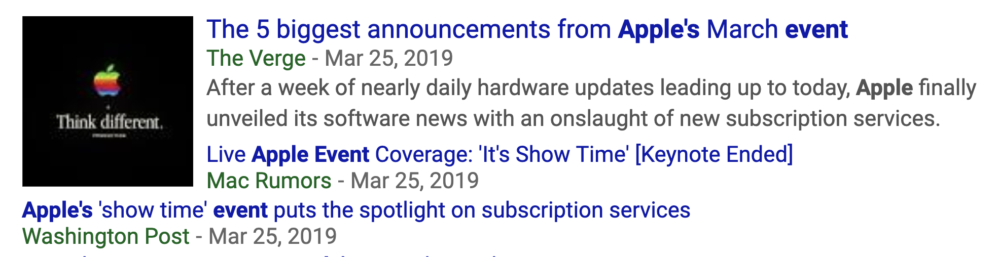 The 5 biggest announcements from Apple's March event
The Verge - Mar 25, 2019
After a week of nearly daily hardware updates leading up to today, Apple finally
unveiled its software news with an onslaught of new subscription services.
Think different.
Live Apple Event Coverage: 'It's Show Time' [Keynote Ended]
Mac Rumors - Mar 25, 2019
Apple's 'show time' event puts the spotlight on subscription services
Washington Post - Mar 25, 2019